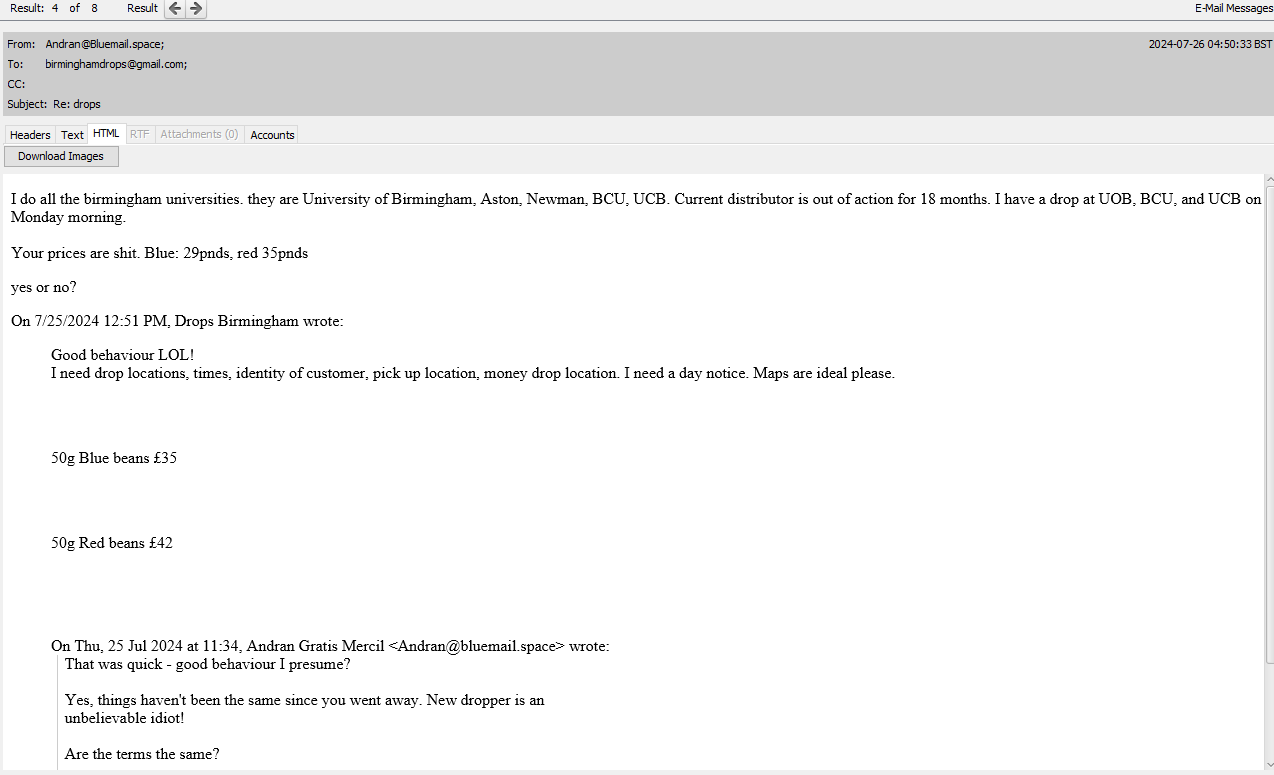 Result: 4 of 8 Result E-Mail Messages
From: Andran@Bluemail.space; 2024-07-26 04:50:33 BST
To: birminghamdrops@gmail.com;
CC:
Subject: Re: drops
Headers Text HTML RTF Attachments (0) Accounts
Download Images
I do all the birmingham universities. they are University of Birmingham, Aston, Newman, BCU, UCB. Current distributor is out of action for 18 months. I have a drop at UOB, BCU, and UCB on
Monday morning.
Your prices are shit. Blue: 29pnds, red 35pnds
yes or no?
On 7/25/2024 12:51 PM, Drops Birmingham wrote:
Good behaviour LOL!
I need drop locations, times, identity of customer, pick up location, money drop location. I need a day notice. Maps are ideal please.
50g Blue beans £35
50g Red beans £42
On Thu, 25 Jul 2024 at 11:34, Andran Gratis Mercil <Andran@bluemail.space> wrote:
That was quick - good behaviour I presume?
Yes, things haven't been the same since you went away. New dropper is an
unbelievable idiot!
Are the terms the same?